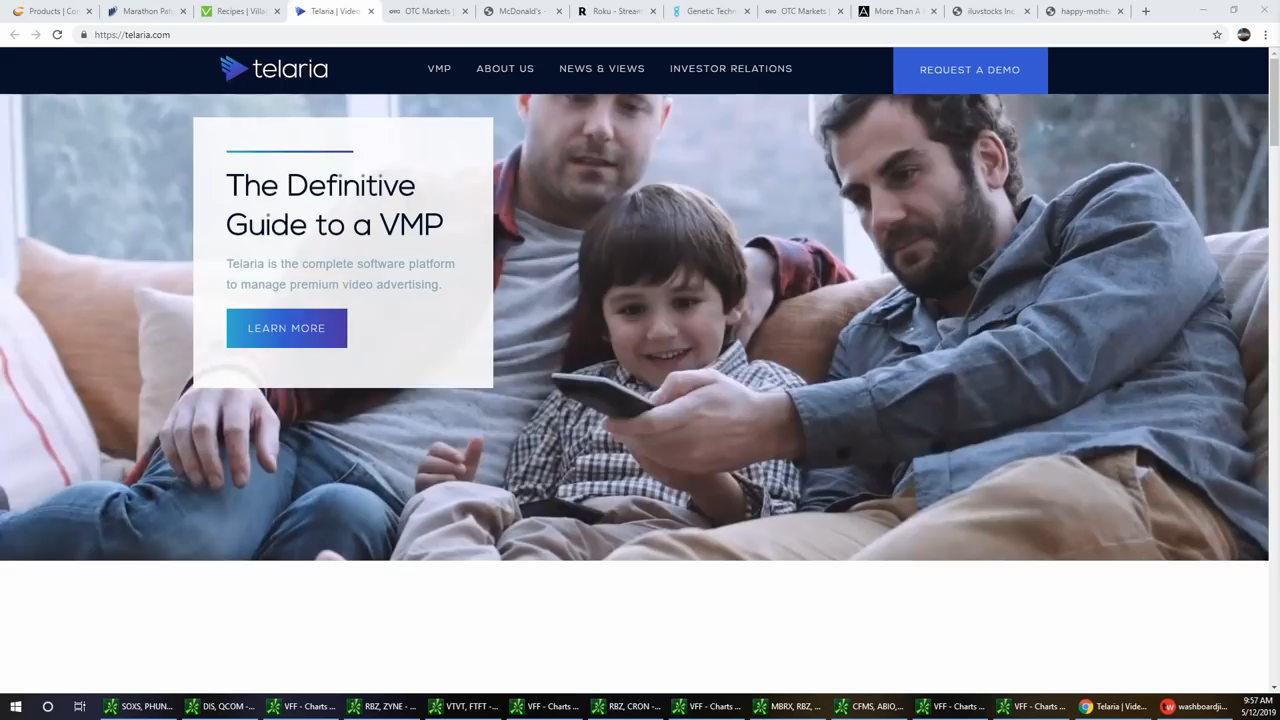 Products | Cor
Marathon Pat
Recipes | Villa
Telaria | Video
OTC Markets |
McDonald's -
Roku - Stream
Genetic Techn
OTC Markets |
More Than A
iluvstocks Inc
happy-mothe
https://telaria.com
telaria
VMP
ABOUT US
NEWS & VIEWS
INVESTOR RELATIONS
REQUEST A DEMO
The Definitive
Guide to a VMP
Telaria is the complete software platform
to manage premium video advertising.
LEARN MORE
SOXS, PHUN...
DIS, QCOM -...
VFF - Charts ...
RBZ, ZYNE - ...
VTVT, FTFT - ...
VFF - Charts ...
RBZ, CRON - ...
VFF - Charts ...
MBRX, RBZ, ...
CFMS, ABIO,...
VFF - Charts ...
VFF - Charts ...
Telaria | Vide...
washboardji...
9:57 AM
5/12/2019